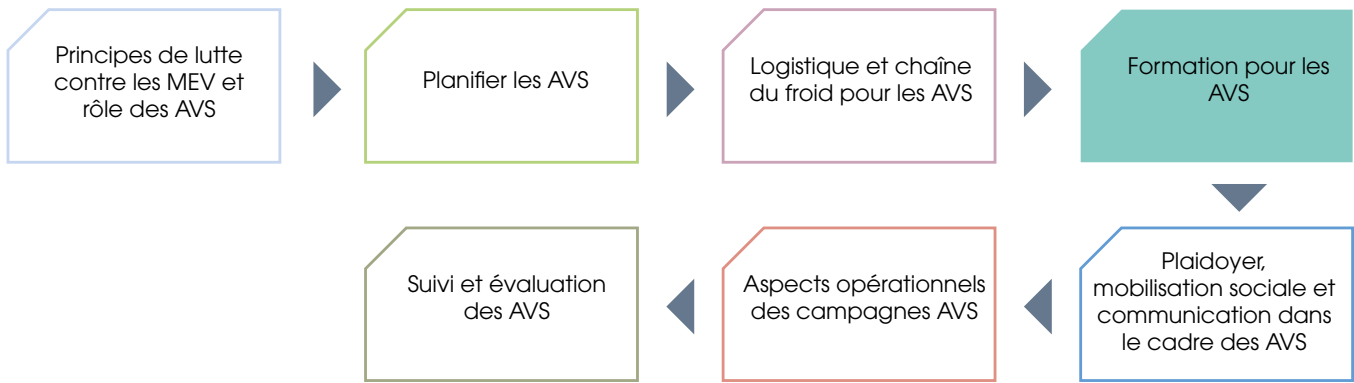 Principes de lutte
contre les MEV et
rôle des AVS
Planifier les AVS
Logistique et chaîne
du froid pour les AVS
Formation pour les
AVS
Plaidoyer,
mobilisation sociale et
communication dans
le cadre des AVS
Aspects opérationnels
des campagnes AVS
Suivi et évaluation
des AVS